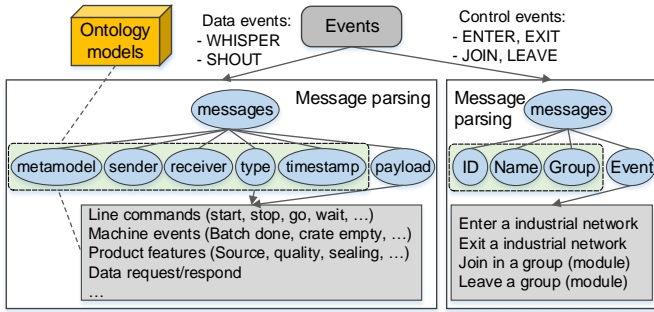 Ontology
models
Data events:
- WHISPER
- SHOUT
Events
Control events:
- ENTER, EXIT
- JOIN, LEAVE
messages
Message parsing
metamodel
sender
receiver
type
timestamp
payload
Line commands (start, stop, go, wait, …)
Machine events (Batch done, crate empty, …)
Product features (Source, quality, sealing, …)
Data request/respond
…
Message
parsing
messages
ID
Name
Group
Event
Enter a industrial network
Exit a industrial network
Join in a group (module)
Leave a group (module)